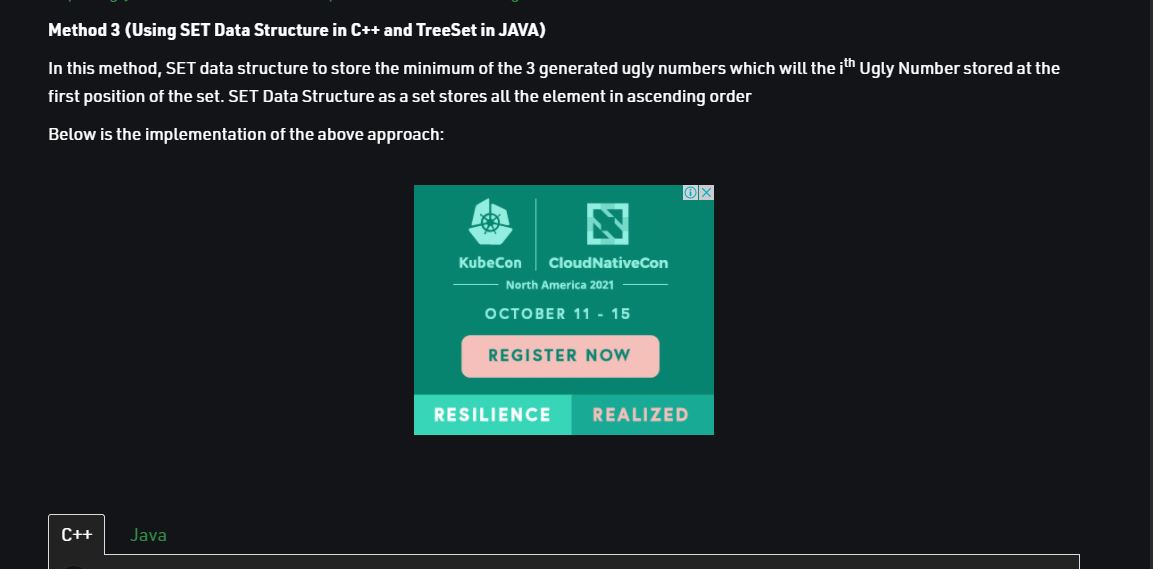 Method 3 (Using SET Data Structure in C++ and TreeSet in JAVA)
In this method, SET data structure to store the minimum of the 3 generated ugly numbers which will the ith Ugly Number stored at the
first position of the set. SET Data Structure as a set stores all the element in ascending order
Below is the implementation of the above approach:
KubeCon CloudNativeCon
North America 2021
OCTOBER 11 - 15
REGISTER NOW
RESILIENCE REALIZED
C++ Java